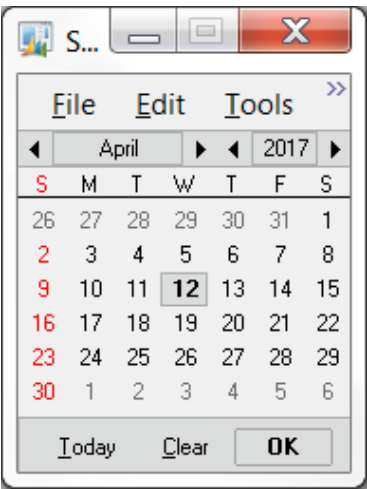 S...
File Edit Tools »
April 2017
S M T W T F S
26 27 28 29 30 31 1
2 3 4 5 6 7 8
9 10 11 12 13 14 15
16 17 18 19 20 21 22
23 24 25 26 27 28 29
30 1 2 3 4 5 6
Today Clear OK